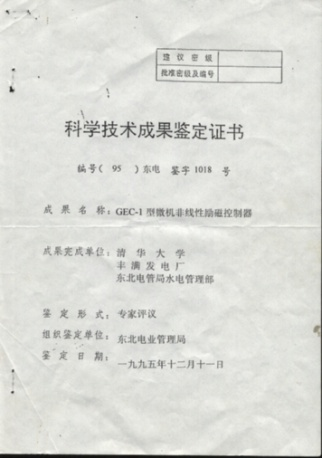 建议密级
批准密级及编号
科学技术成果鉴定证书
编号( 95 )东电 鉴字1018 号
成果名称:GEC-1型微机非线性励磁控制器
成果完成单位:清华大学
丰满发电厂
东北电管局水电管理部
鉴定形式:专家评议
组织鉴定单位:东北电业管理局
鉴定日期:一九九五年十二月十一日